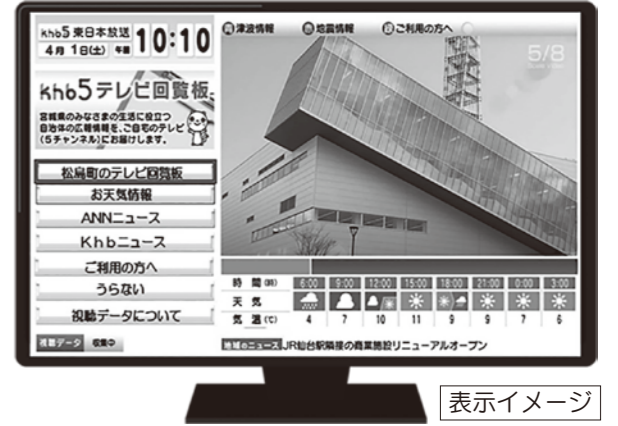 khb5 東日本放送
4月 1日(土) 午前 10:10
青 津波情報 赤 地震情報 緑 ご利用の方へ
5/8
khb5テレビ回覧板
宮城県のみなさまの生活に役立つ
自治体の広報情報を、ご自宅のテレビ
(5チャンネル)にお届けします。
松島町のテレビ回覧板
お天気情報
ANNニュース
Khbニュース
ご利用の方へ
うらない
視聴データについて
視聴データ 収集中
時 間(時) 6:00 9:00 12:00 15:00 18:00 21:00 0:00 3:00
天 気
気 温(℃) 4 7 10 11 9 9 7 6
地域のニュース JR仙台駅隣接の商業施設リニューアルオープン
表示イメージ